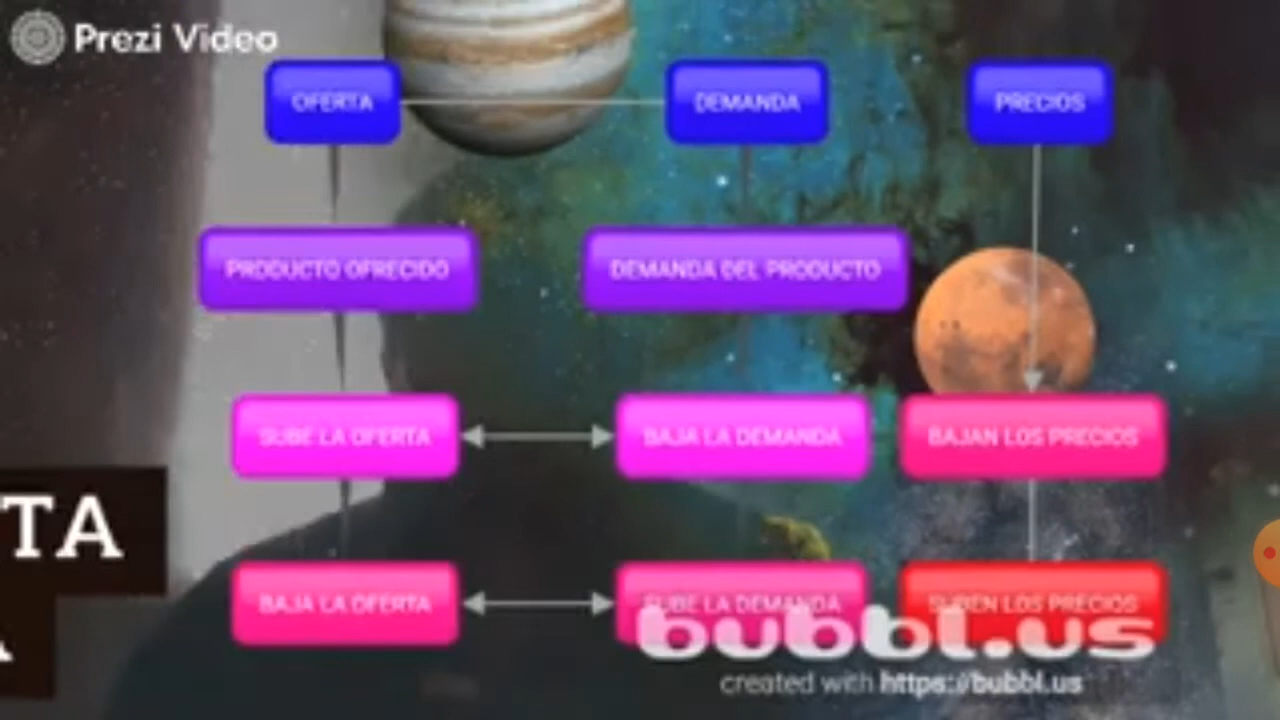 Prezi Video
OFERTA DEMANDA PRECIOS
PRODUCTO OFRECIDO DEMANDA DEL PRODUCTO
SUBE LA OFERTA BAJA LA DEMANDA BAJAN LOS PRECIOS
TA
BAJA LA OFERTA SUBE LA DEMANDA SUBEN LOS PRECIOS
bubbl.us
created with https://bubbl.us